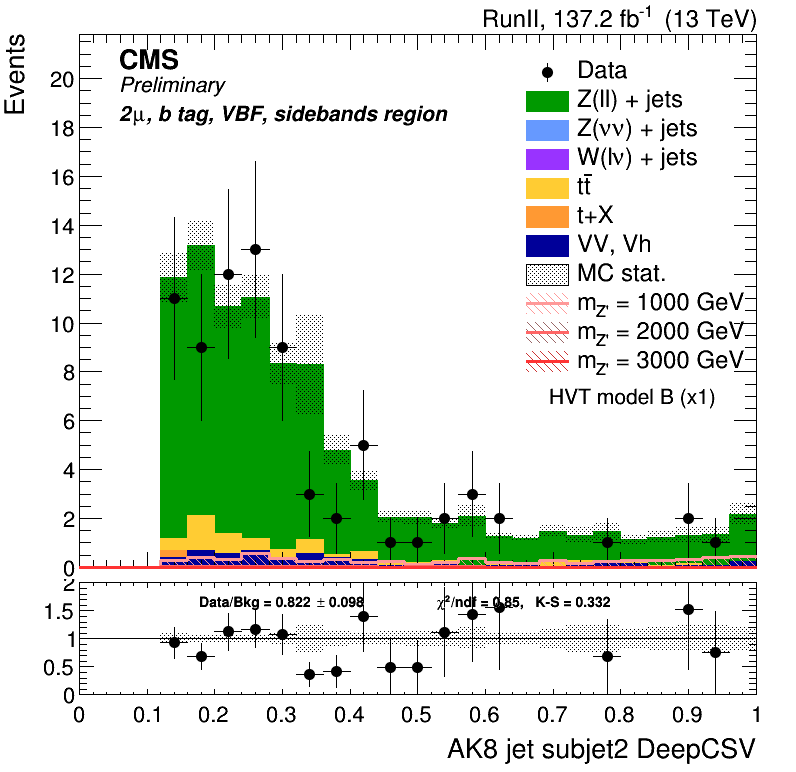 RunII, 137.2 fb⁻¹ (13 TeV)
Events
CMS
Preliminary
2μ, b tag, VBF, sidebands region
Data
Z(ll) + jets
Z(νν) + jets
W(lν) + jets
tt̄
t+X
VV, Vh
MC stat.
m_Z' = 1000 GeV
m_Z' = 2000 GeV
m_Z' = 3000 GeV
HVT model B (x1)
20
18
16
14
12
10
8
6
4
2
0
Data/Bkg = 0.822 ± 0.098
χ²/ndf = 0.85, K-S = 0.332
2
1.5
1
0.5
0
0 0.1 0.2 0.3 0.4 0.5 0.6 0.7 0.8 0.9 1
AK8 jet subjet2 DeepCSV